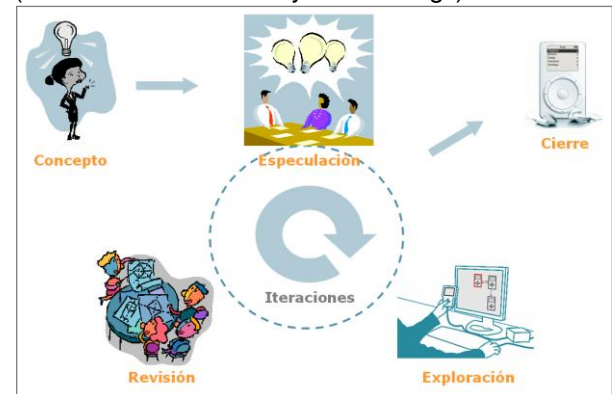 Concepto
Especulación
Cierre
Iteraciones
Revisión
Exploración